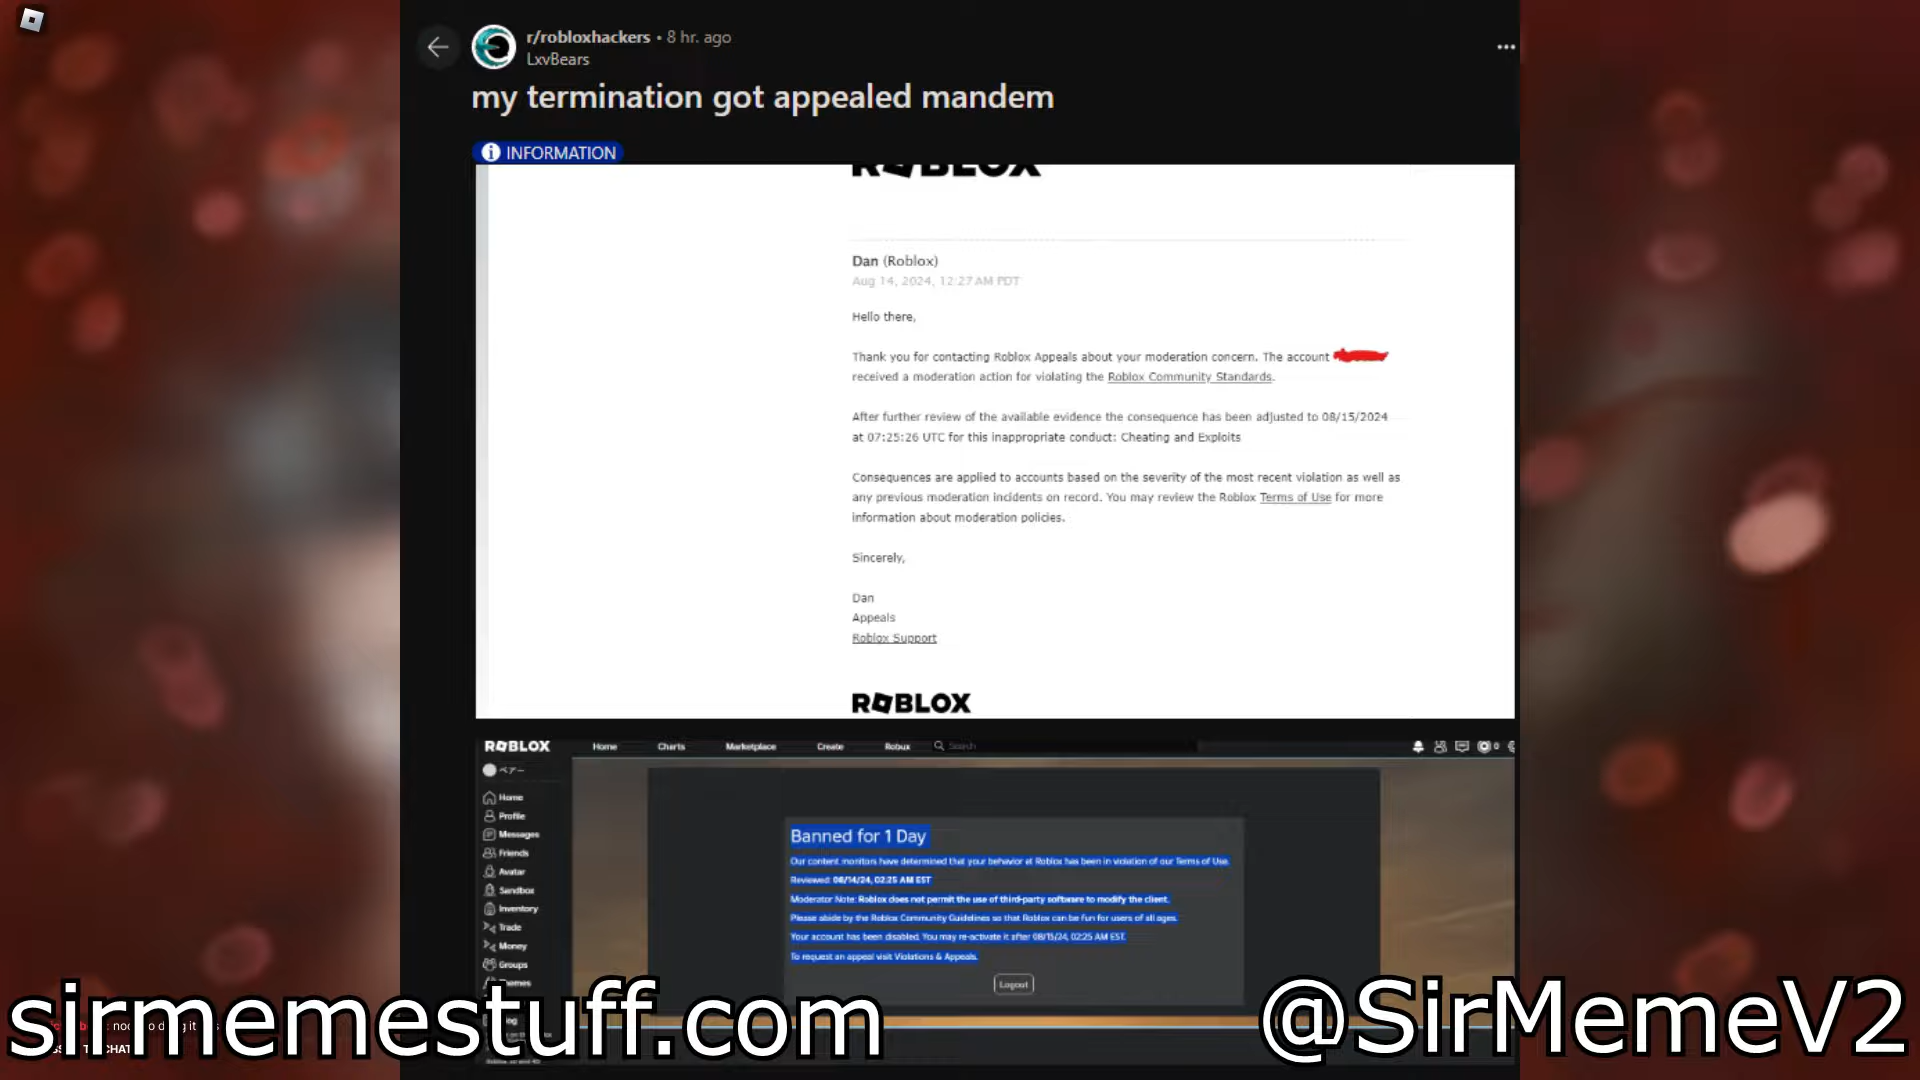 r/robloxhackers • 8 hr. ago
LxvBears
my termination got appealed mandem
INFORMATION
ROBLOX
Dan (Roblox)
Aug 14, 2024, 12:27 AM PDT
Hello there,
Thank you for contacting Roblox Appeals about your moderation concern. The account
received a moderation action for violating the Roblox Community Standards.
After further review of the available evidence the consequence has been adjusted to 08/15/2024
at 07:25:26 UTC for this inappropriate conduct: Cheating and Exploits
Consequences are applied to accounts based on the severity of the most recent violation as well as
any previous moderation incidents on record. You may review the Roblox Terms of Use for more
information about moderation policies.
Sincerely,
Dan
Appeals
Roblox Support
ROBLOX
ROBLOX Home Charts Marketplace Create Robux Search 0
ベアー
Home
Profile
Messages
Friends
Avatar
Sandbox
Inventory
Trade
Money
Groups
Banned for 1 Day
Our content monitors have determined that your behavior at Roblox has been in violation of our Terms of Use.
Reviewed: 08/14/24, 02:25 AM EST
Moderator Note: Roblox does not permit the use of third-party software to modify the client.
Please abide by the Roblox Community Guidelines so that Roblox can be fun for users of all ages.
Your account has been disabled. You may re-activate it after 08/15/24, 02:25 AM EST.
To request an appeal visit Violations & Appeals.
Logout
sirmemestuff.com
@SirMemeV2